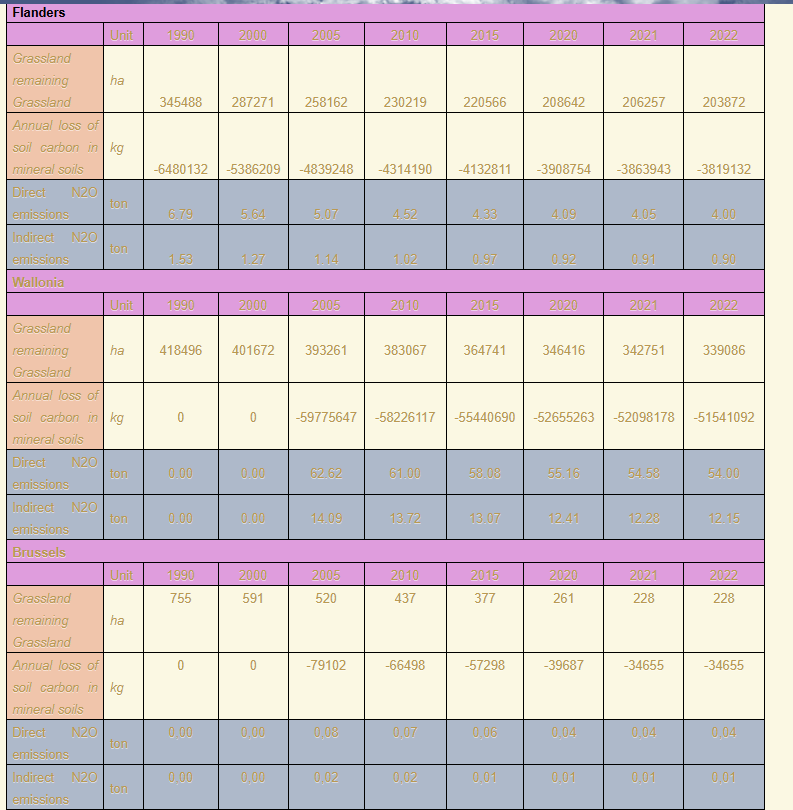 Flanders
Unit 1990 2000 2005 2010 2015 2020 2021 2022
Grassland
remaining ha
Grassland 345488 287271 258162 230219 220566 208642 206257 203872
Annual loss of
soil carbon in kg
mineral soils -6480132 -5386209 -4839248 -4314190 -4132811 -3908754 -3863943 -3819132
Direct N2O ton
emissions 6.79 5.64 5.07 4.52 4.33 4.09 4.05 4.00
Indirect N2O ton
emissions 1.53 1.27 1.14 1.02 0.97 0.92 0.91 0.90
Wallonia
Unit 1990 2000 2005 2010 2015 2020 2021 2022
Grassland
remaining ha 418496 401672 393261 383067 364741 346416 342751 339086
Grassland
Annual loss of
soil carbon in kg 0 0 -59775647 -58226117 -55440690 -52655263 -52098178 -51541092
mineral soils
Direct N2O ton 0.00 0.00 62.62 61.00 58.08 55.16 54.58 54.00
emissions
Indirect N2O ton 0.00 0.00 14.09 13.72 13.07 12.41 12.28 12.15
emissions
Brussels
Unit 1990 2000 2005 2010 2015 2020 2021 2022
Grassland 755 591 520 437 377 261 228 228
remaining ha
Grassland
Annual loss of 0 0 -79102 -66498 -57298 -39687 -34655 -34655
soil carbon in kg
mineral soils
Direct N2O 0,00 0,00 0,08 0,07 0,06 0,04 0,04 0,04
emissions ton
Indirect N2O 0,00 0,00 0,02 0,02 0,01 0,01 0,01 0,01
emissions ton